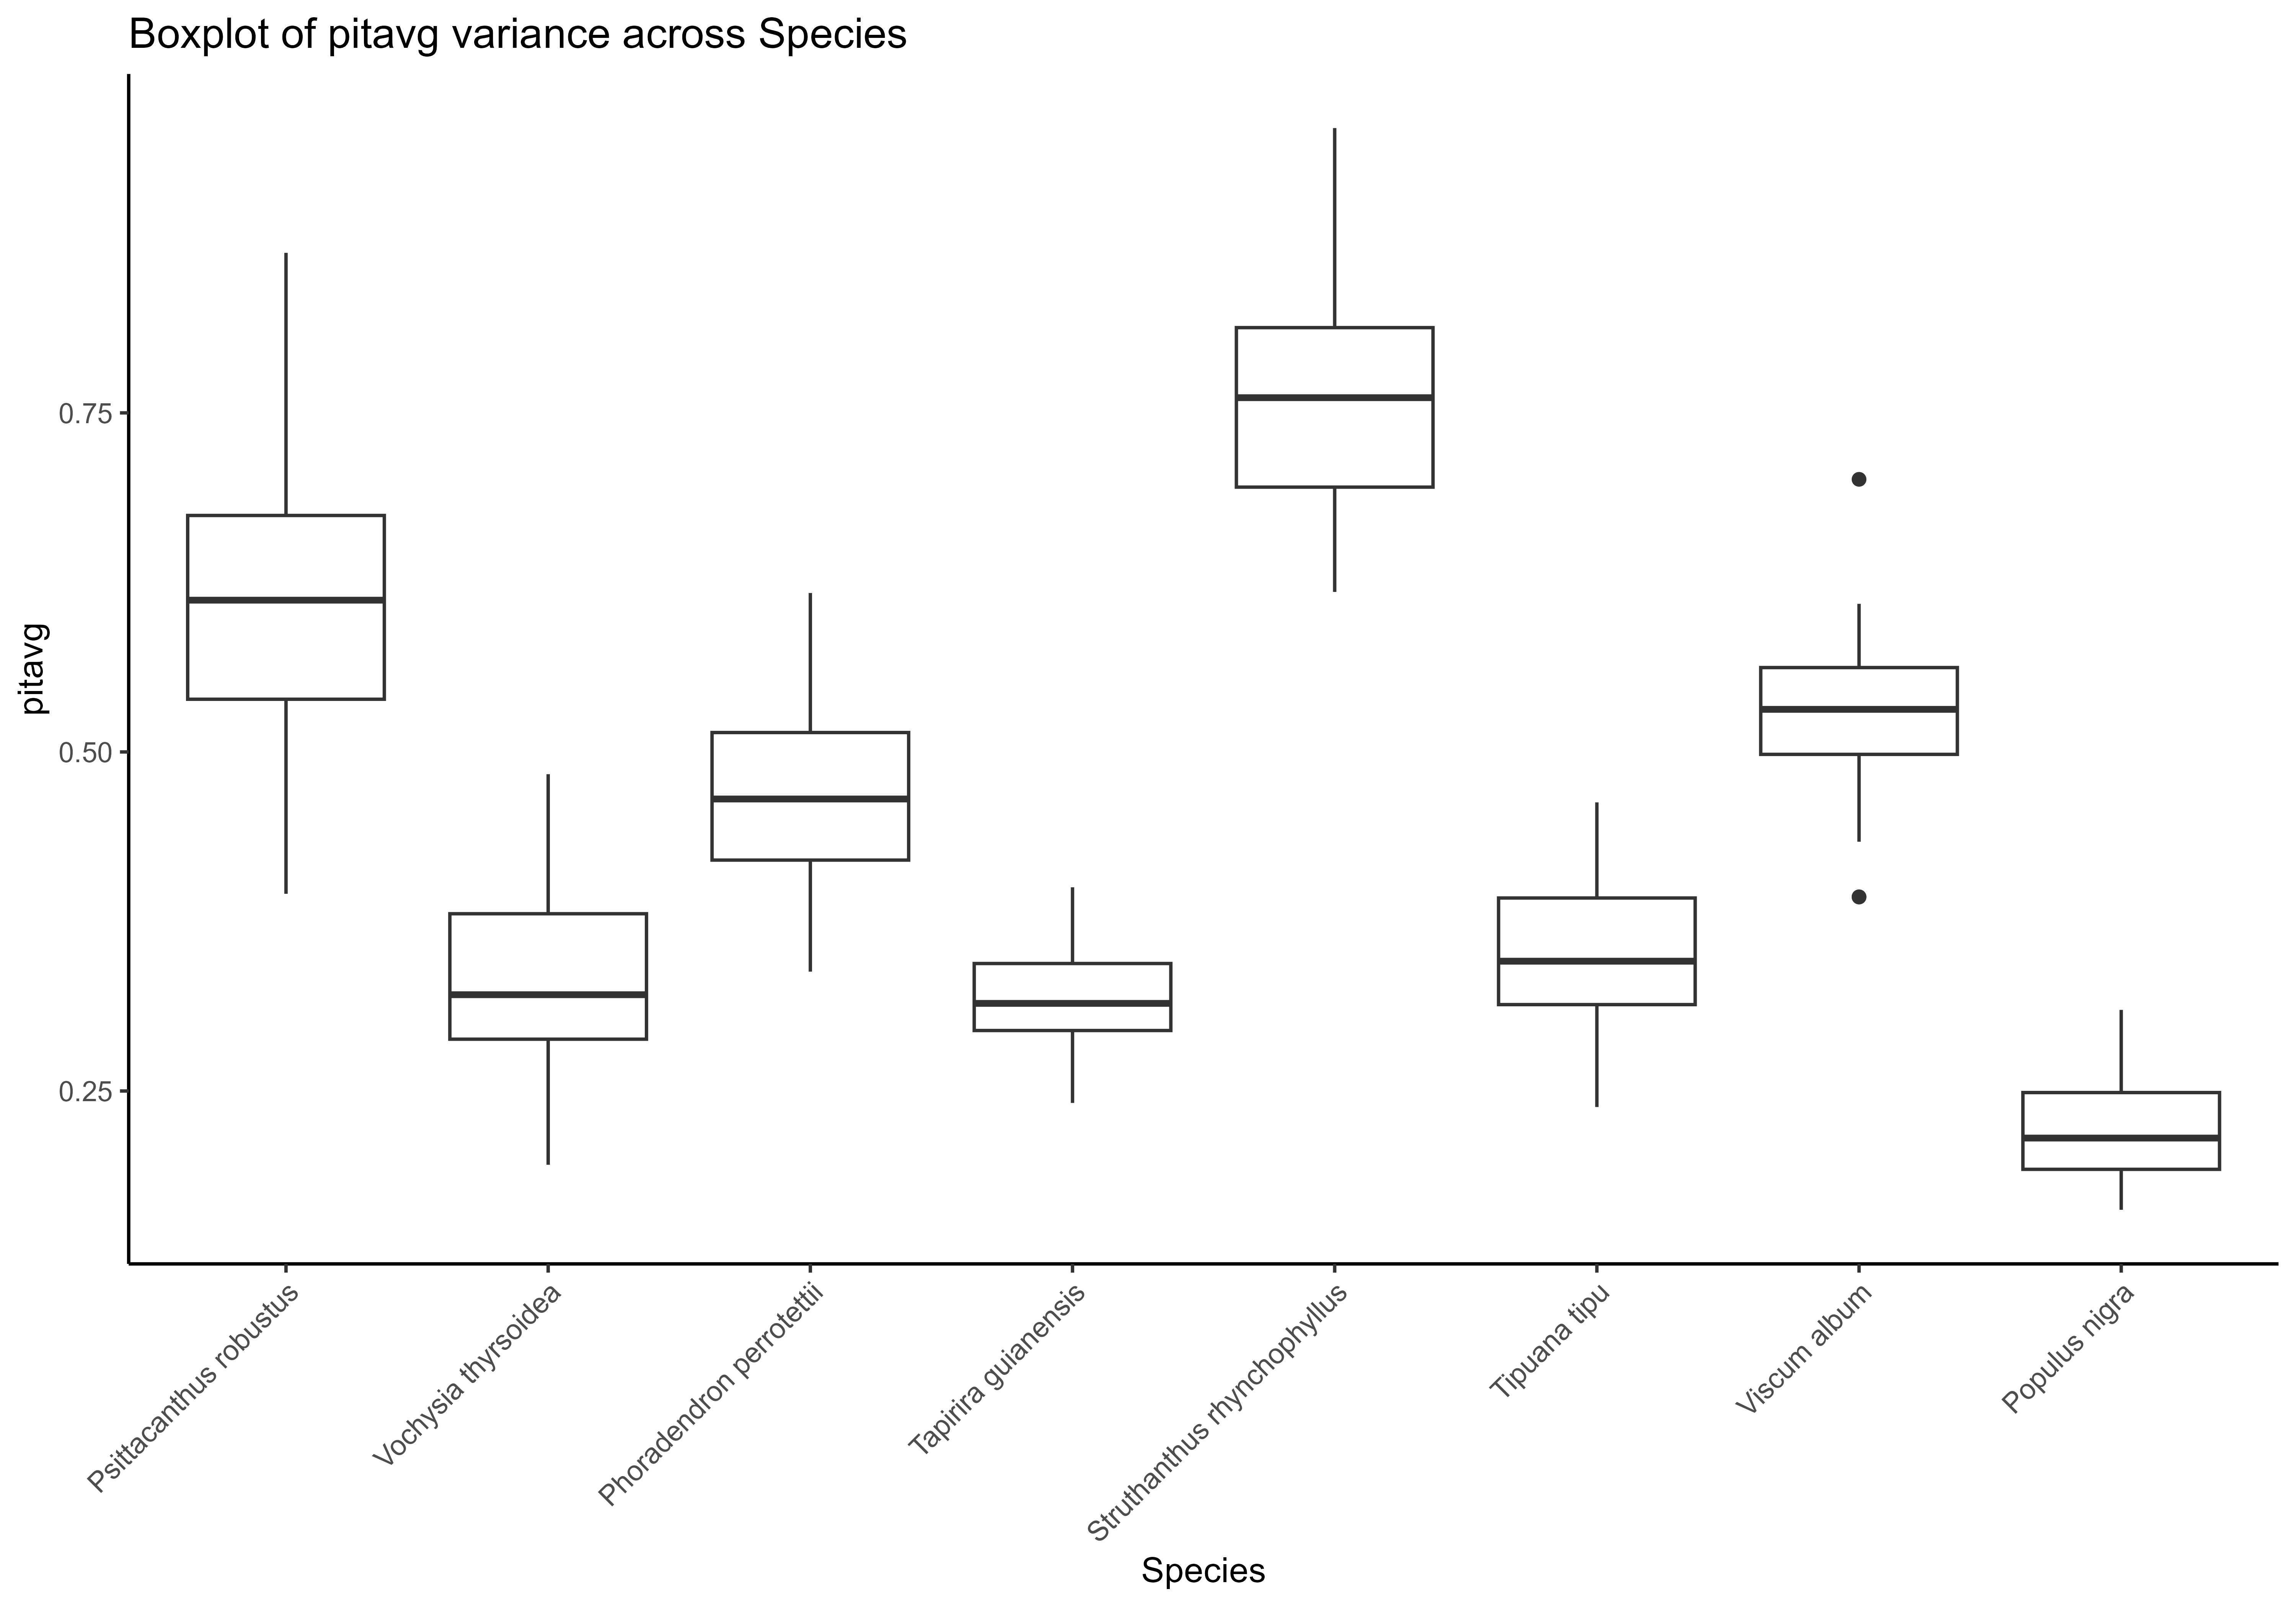 Boxplot of pitavg variance across Species
pitavg
0.75
0.50
0.25
Psittacanthus robustus
Vochysia thyrsoidea
Phoradendron perrotettii
Tapirira guianensis
Struthanthus rhynchophyllus
Tipuana tipu
Viscum album
Populus nigra
Species